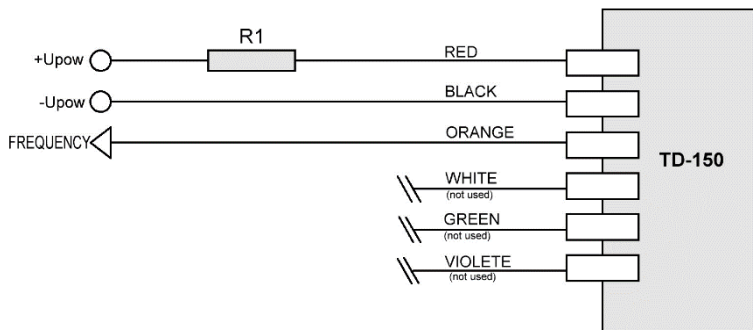 R1
+Upow RED
-Upow BLACK
FREQUENCY ORANGE
TD-150
WHITE
(not used)
GREEN
(not used)
VIOLETE
(not used)